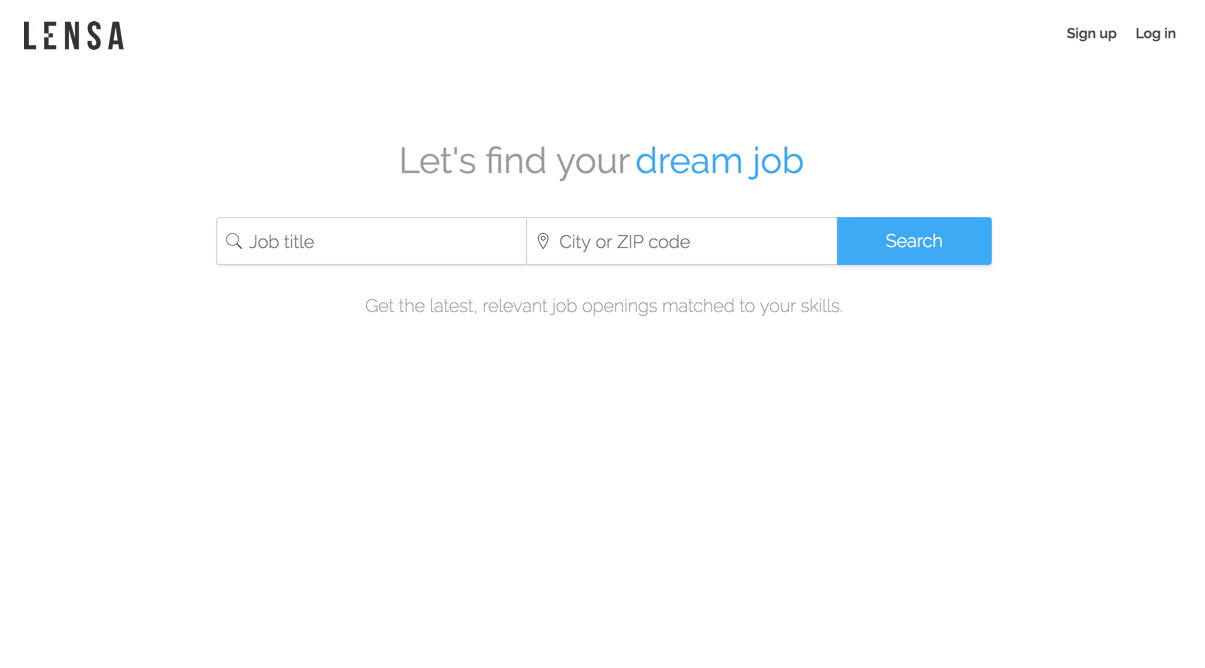 LENSA
Sign up Log in
Let's find your dream job
Job title City or ZIP code Search
Get the latest, relevant job openings matched to your skills.